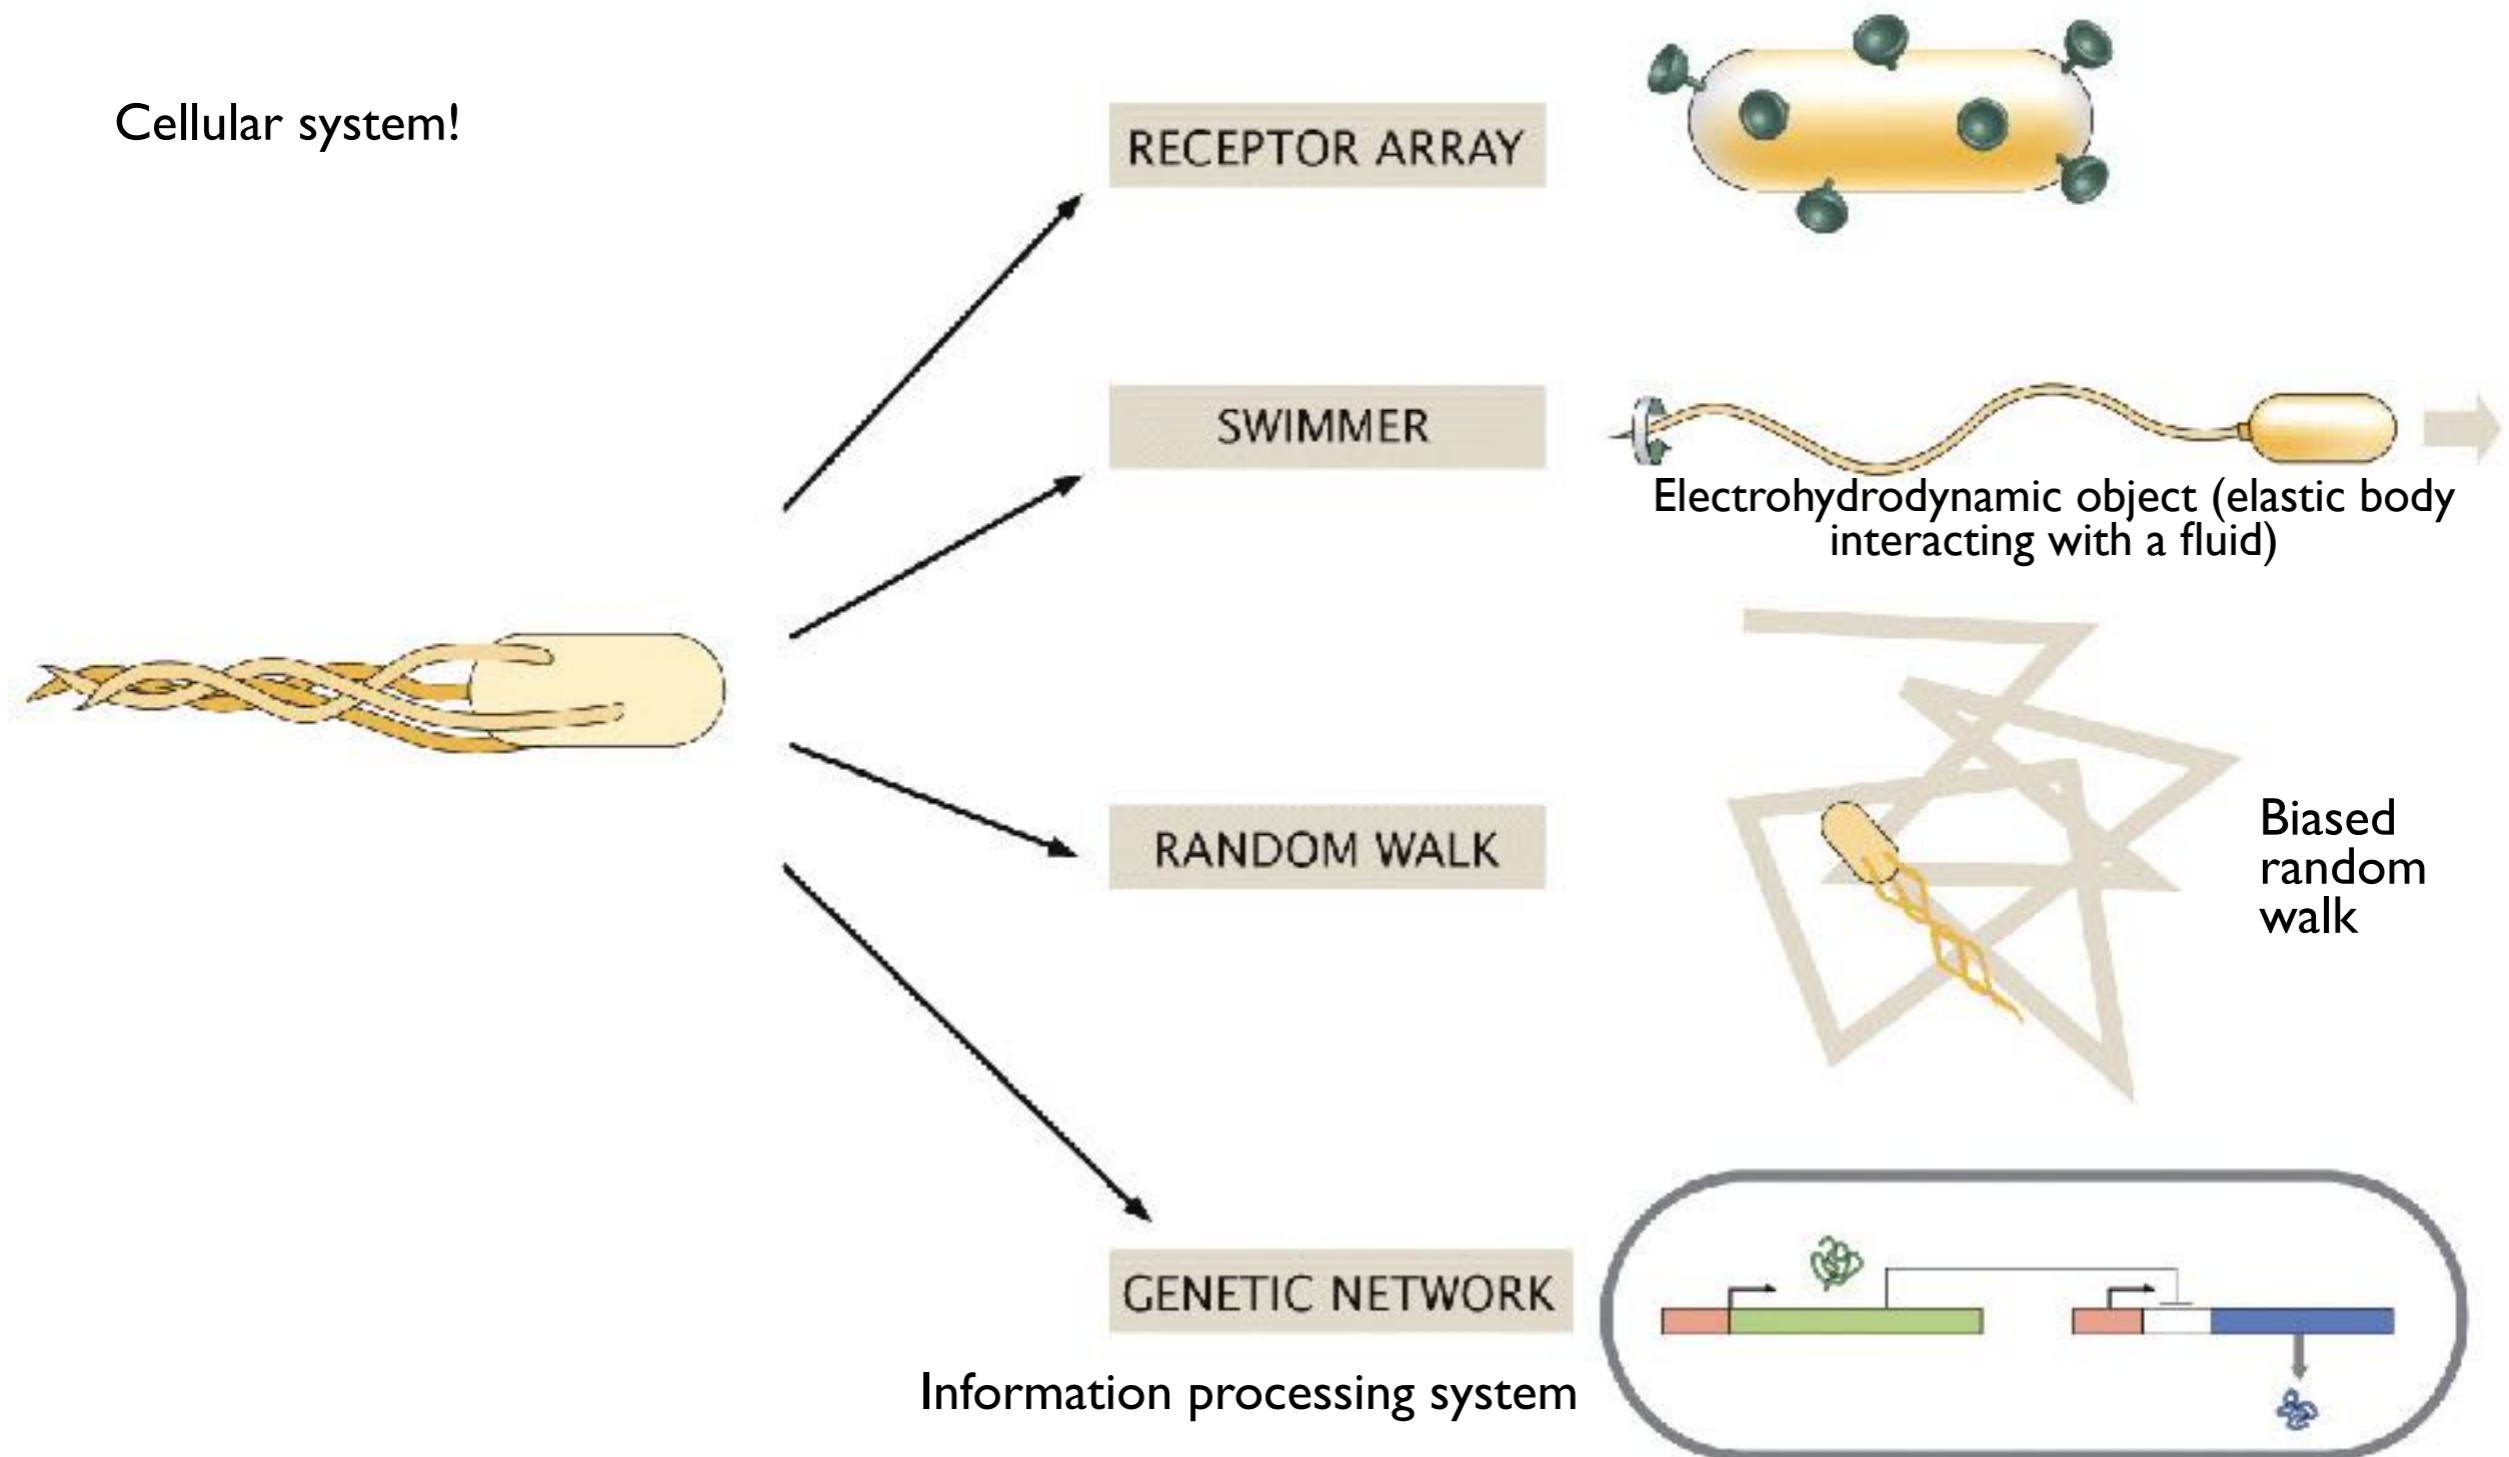 Cellular system!
RECEPTOR ARRAY
SWIMMER
Electrohydrodynamic object (elastic body
interacting with a fluid)
RANDOM WALK
Biased
random
walk
GENETIC NETWORK
Information processing system